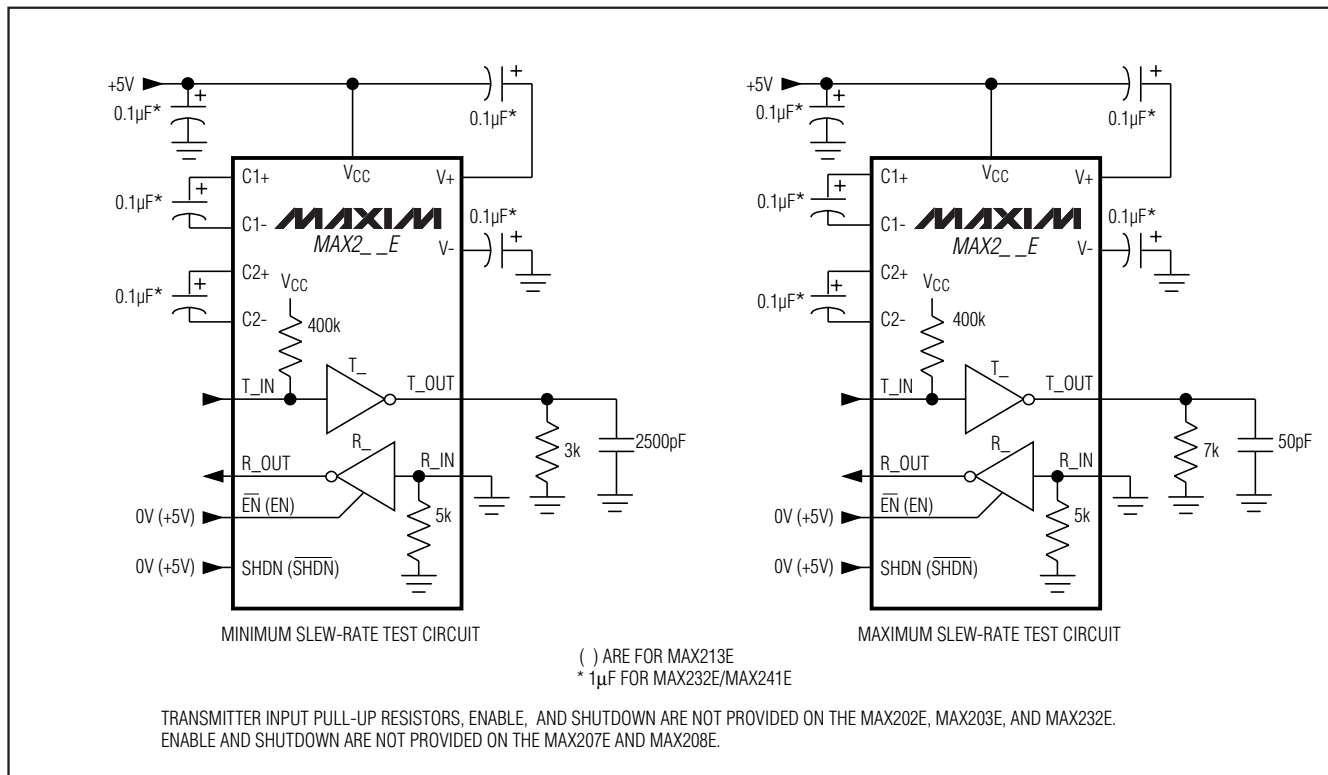 +5V
0.1µF*
+
0.1µF*
+
C1+
VCC
V+
0.1µF*
+
C1-
MAXIM
MAX2_ _E
0.1µF*
+
V-
C2+
0.1µF*
+
C2-
VCC
400k
T_IN
T_
T_OUT
3k
2500pF
R_OUT
R_
R_IN
5k
0V (+5V)
EN (EN)
0V (+5V)
SHDN (SHDN)
MINIMUM SLEW-RATE TEST CIRCUIT
+5V
0.1µF*
+
0.1µF*
+
C1+
VCC
V+
0.1µF*
+
C1-
MAXIM
MAX2_ _E
0.1µF*
+
V-
C2+
0.1µF*
+
C2-
VCC
400k
T_IN
T_
T_OUT
7k
50pF
R_OUT
R_
R_IN
5k
0V (+5V)
EN (EN)
0V (+5V)
SHDN (SHDN)
MAXIMUM SLEW-RATE TEST CIRCUIT
( ) ARE FOR MAX213E
* 1µF FOR MAX232E/MAX241E
TRANSMITTER INPUT PULL-UP RESISTORS, ENABLE, AND SHUTDOWN ARE NOT PROVIDED ON THE MAX202E, MAX203E, AND MAX232E.
ENABLE AND SHUTDOWN ARE NOT PROVIDED ON THE MAX207E AND MAX208E.